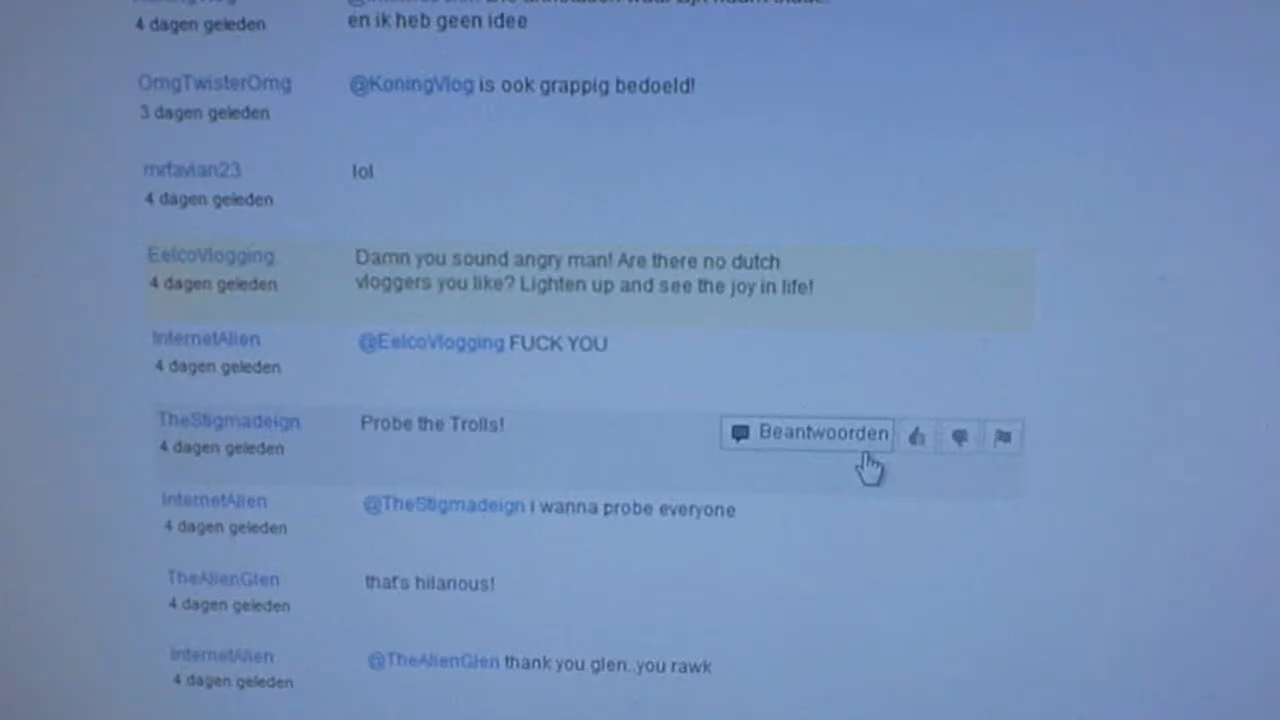 4 dagen geleden
en ik heb geen idee
OmgTwisterOmg
@KoningVlog is ook grappig bedoeld!
3 dagen geleden
mrfavian23
lol
4 dagen geleden
EelcoVlogging
Damn you sound angry man! Are there no dutch
4 dagen geleden
vloggers you like? Lighten up and see the joy in life!
InternetAlien
@EelcoVlogging FUCK YOU
4 dagen geleden
TheStigmadeign
Probe the Trolls!
Beantwoorden
4 dagen geleden
InternetAlien
@TheStigmadeign i wanna probe everyone
4 dagen geleden
TheAlienGlen
that's hilarious!
4 dagen geleden
InternetAlien
@TheAlienGlen thank you glen..you rawk
4 dagen geleden